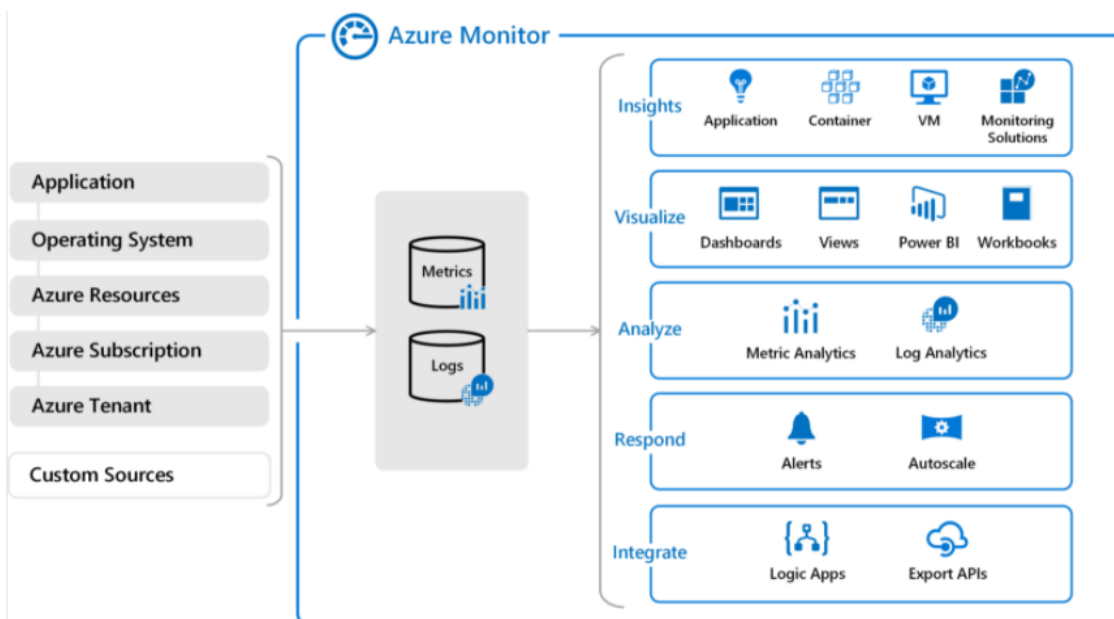 Azure Monitor
Application
Operating System
Azure Resources
Azure Subscription
Azure Tenant
Custom Sources
Metrics
Logs
Insights
Application
Container
VM
Monitoring
Solutions
Visualize
Dashboards
Views
Power BI
Workbooks
Analyze
Metric Analytics
Log Analytics
Respond
Alerts
Autoscale
Integrate
Logic Apps
Export APIs